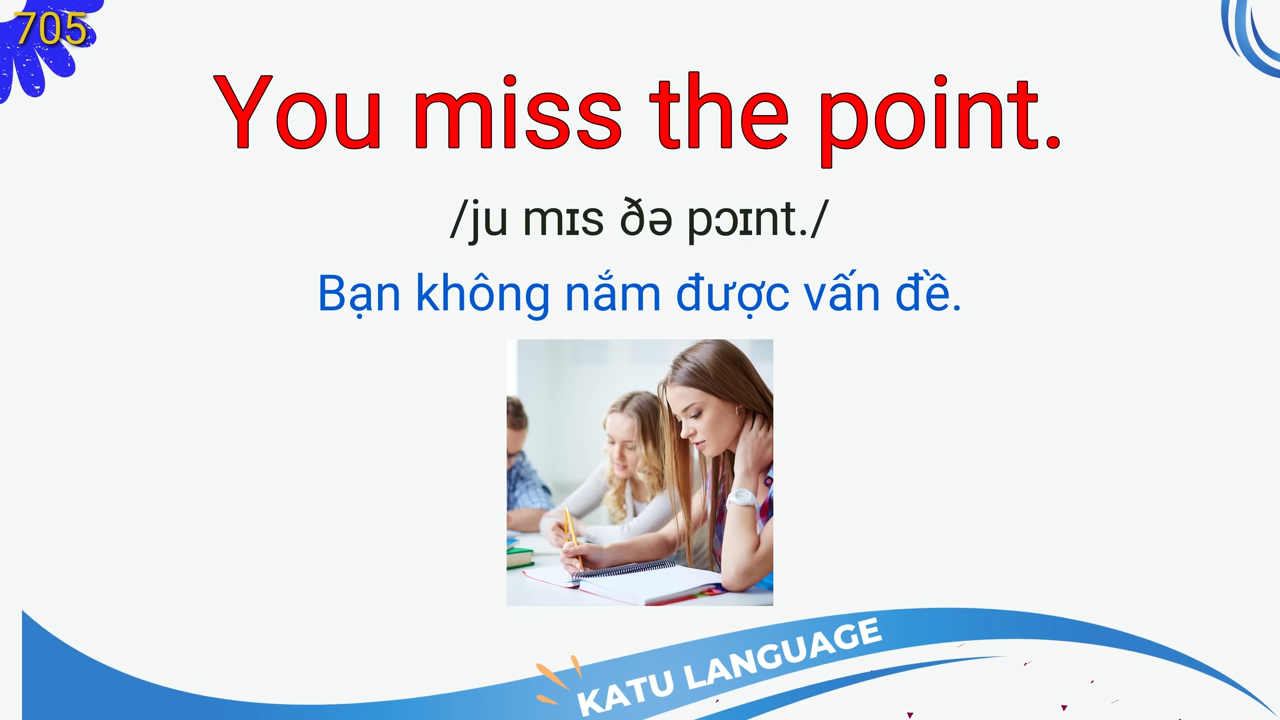 705
You miss the point.
/ju mɪs ðə pɔɪnt./
Bạn không nắm được vấn đề.
KATU LANGUAGE